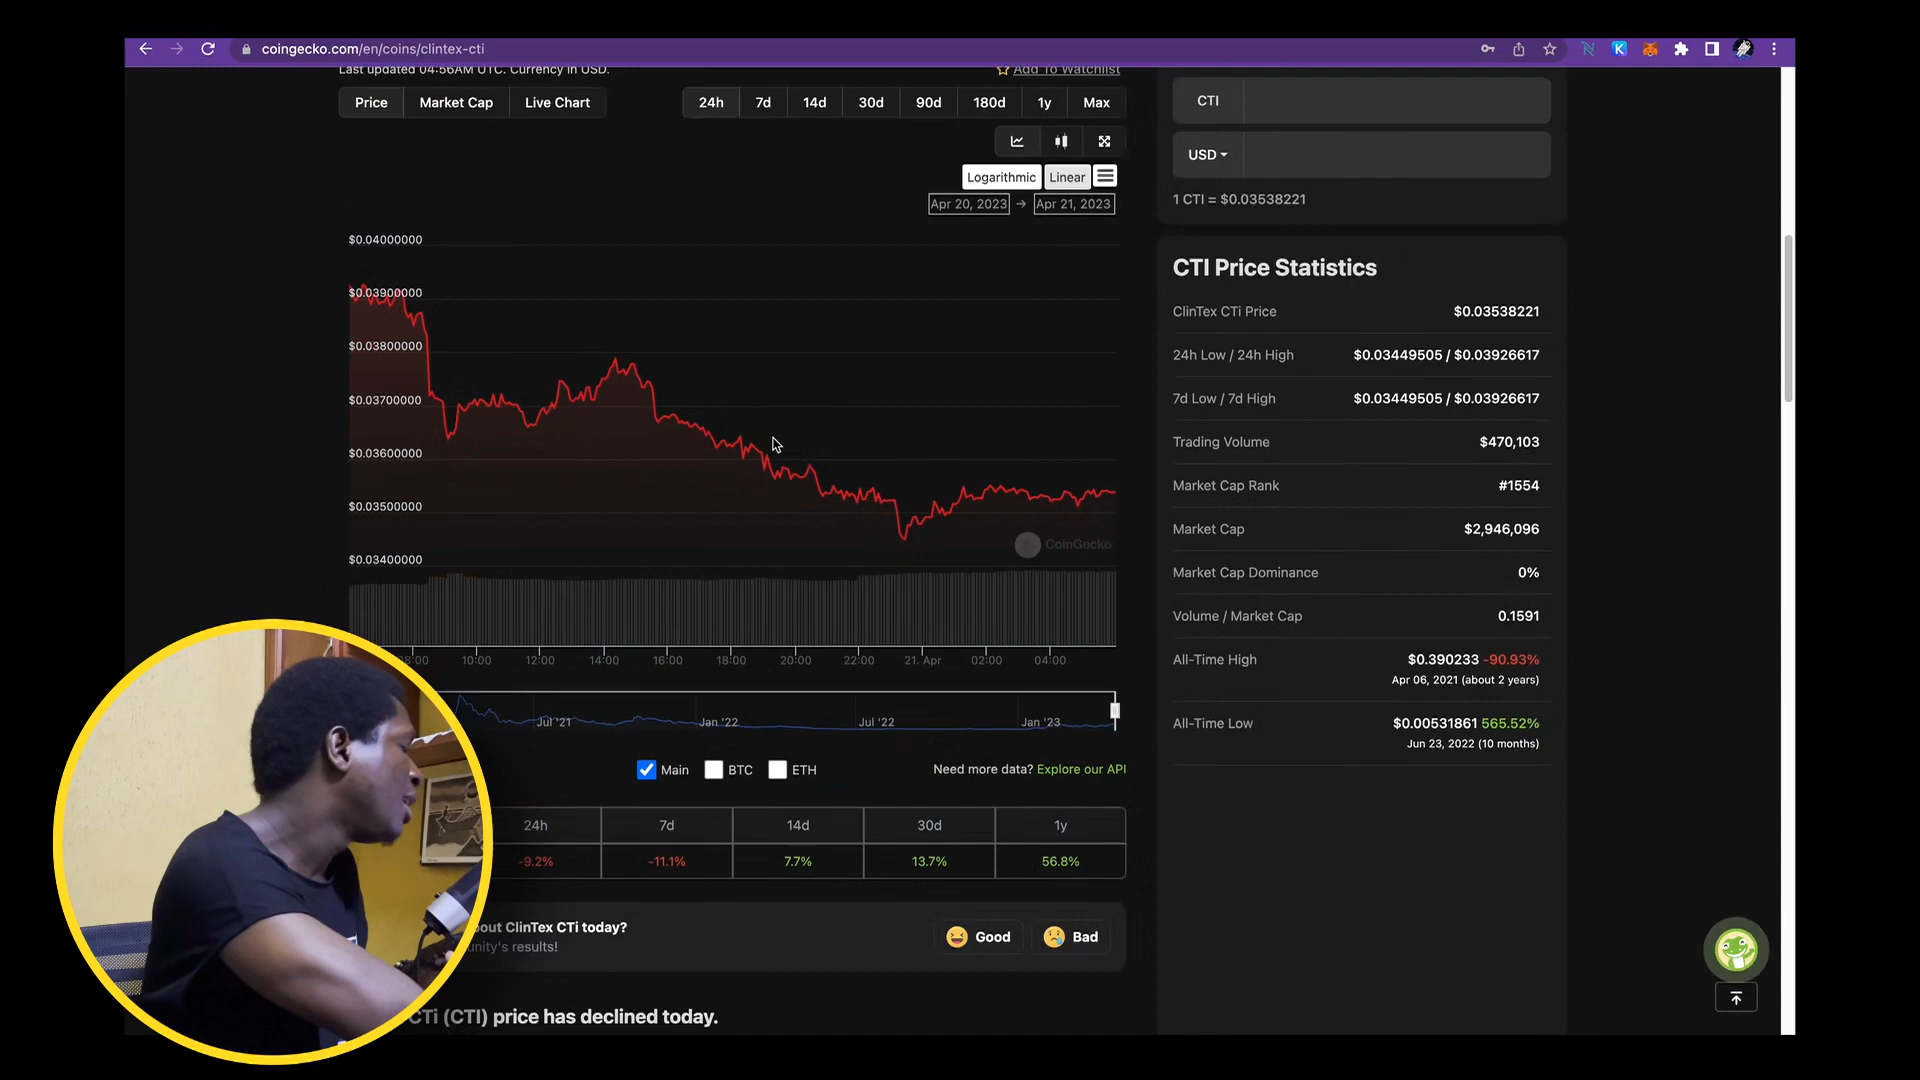 coingecko.com/en/coins/clintex-cti
Last updated 04:56AM UTC. Currency in USD.
Add To Watchlist
Price
Market Cap
Live Chart
24h
7d
14d
30d
90d
180d
1y
Max
Logarithmic
Linear
Apr 20, 2023
→
Apr 21, 2023
$0.04000000
$0.03900000
$0.03800000
$0.03700000
$0.03600000
$0.03500000
$0.03400000
CoinGecko
08:00
10:00
12:00
14:00
16:00
18:00
20:00
22:00
21. Apr
02:00
04:00
Jul '21
Jan '22
Jul '22
Jan '23
Main
BTC
ETH
Need more data? Explore our API
24h
7d
14d
30d
1y
-9.2%
-11.1%
7.7%
13.7%
56.8%
out ClinTex CTi today?
unity's results!
Good
Bad
CTi (CTI) price has declined today.
CTI
USD
1 CTI = $0.03538221
CTI Price Statistics
ClinTex CTi Price
$0.03538221
24h Low / 24h High
$0.03449505 / $0.03926617
7d Low / 7d High
$0.03449505 / $0.03926617
Trading Volume
$470,103
Market Cap Rank
#1554
Market Cap
$2,946,096
Market Cap Dominance
0%
Volume / Market Cap
0.1591
All-Time High
$0.390233 -90.93%
Apr 06, 2021 (about 2 years)
All-Time Low
$0.00531861 565.52%
Jun 23, 2022 (10 months)